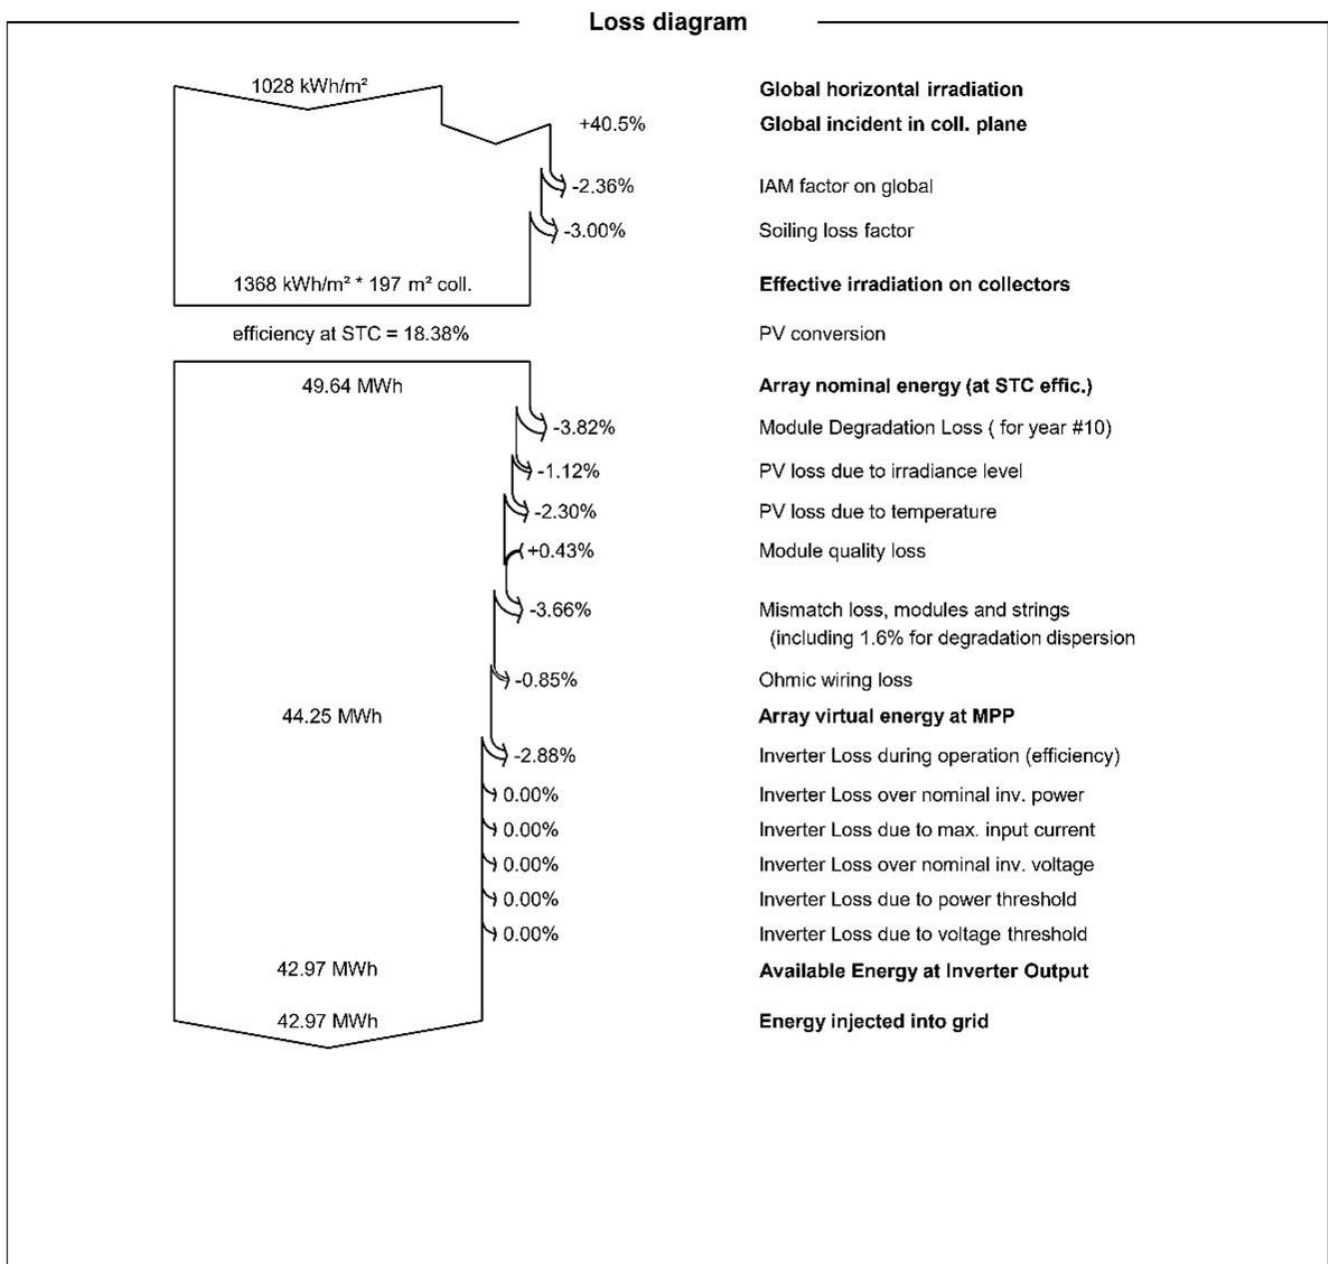 Loss diagram
1028 kWh/m² Global horizontal irradiation
+40.5% Global incident in coll. plane
-2.36% IAM factor on global
-3.00% Soiling loss factor
1368 kWh/m² * 197 m² coll. Effective irradiation on collectors
efficiency at STC = 18.38% PV conversion
49.64 MWh Array nominal energy (at STC effic.)
-3.82% Module Degradation Loss ( for year #10)
-1.12% PV loss due to irradiance level
-2.30% PV loss due to temperature
+0.43% Module quality loss
-3.66% Mismatch loss, modules and strings
(including 1.6% for degradation dispersion
-0.85% Ohmic wiring loss
44.25 MWh Array virtual energy at MPP
-2.88% Inverter Loss during operation (efficiency)
0.00% Inverter Loss over nominal inv. power
0.00% Inverter Loss due to max. input current
0.00% Inverter Loss over nominal inv. voltage
0.00% Inverter Loss due to power threshold
0.00% Inverter Loss due to voltage threshold
42.97 MWh Available Energy at Inverter Output
42.97 MWh Energy injected into grid